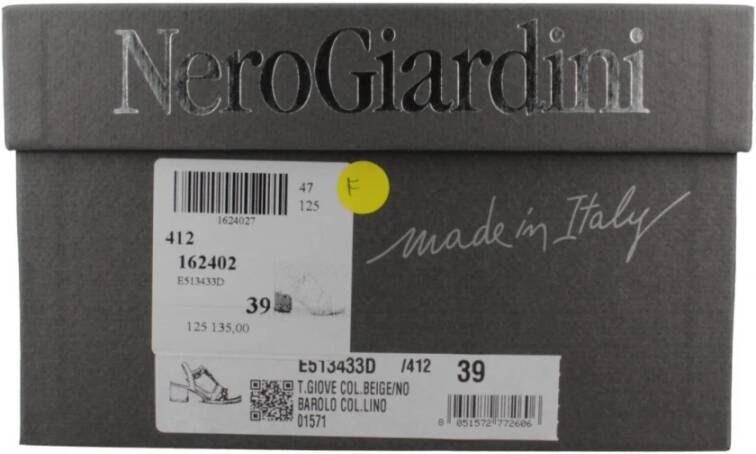 NeroGiardini
47
125
F
1624027
412
162402
E513433D
39
125 135,00
made in Italy
E513433D /412 39
T.GIOVE COL.BEIGE/NO
BAROLO COL.LINO
01571
8 051572 772606